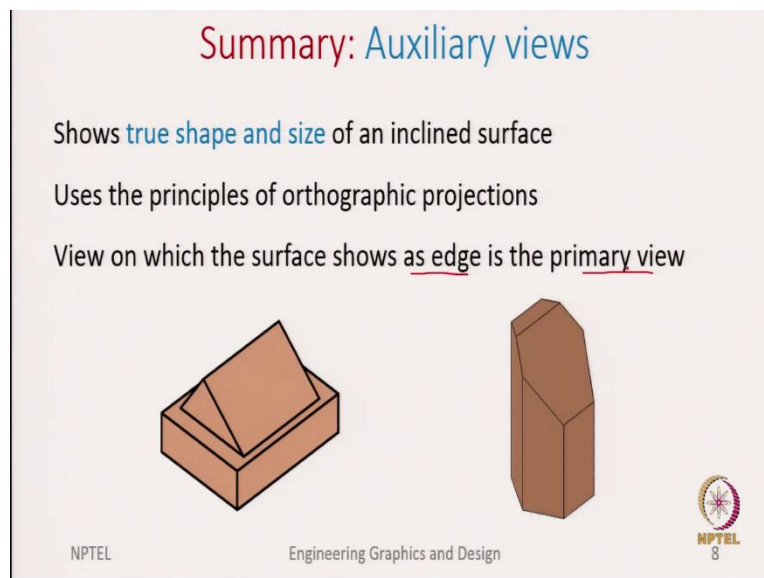 Summary: Auxiliary views
Shows true shape and size of an inclined surface
Uses the principles of orthographic projections
View on which the surface shows as edge is the primary view
NPTEL
NPTEL Engineering Graphics and Design 8